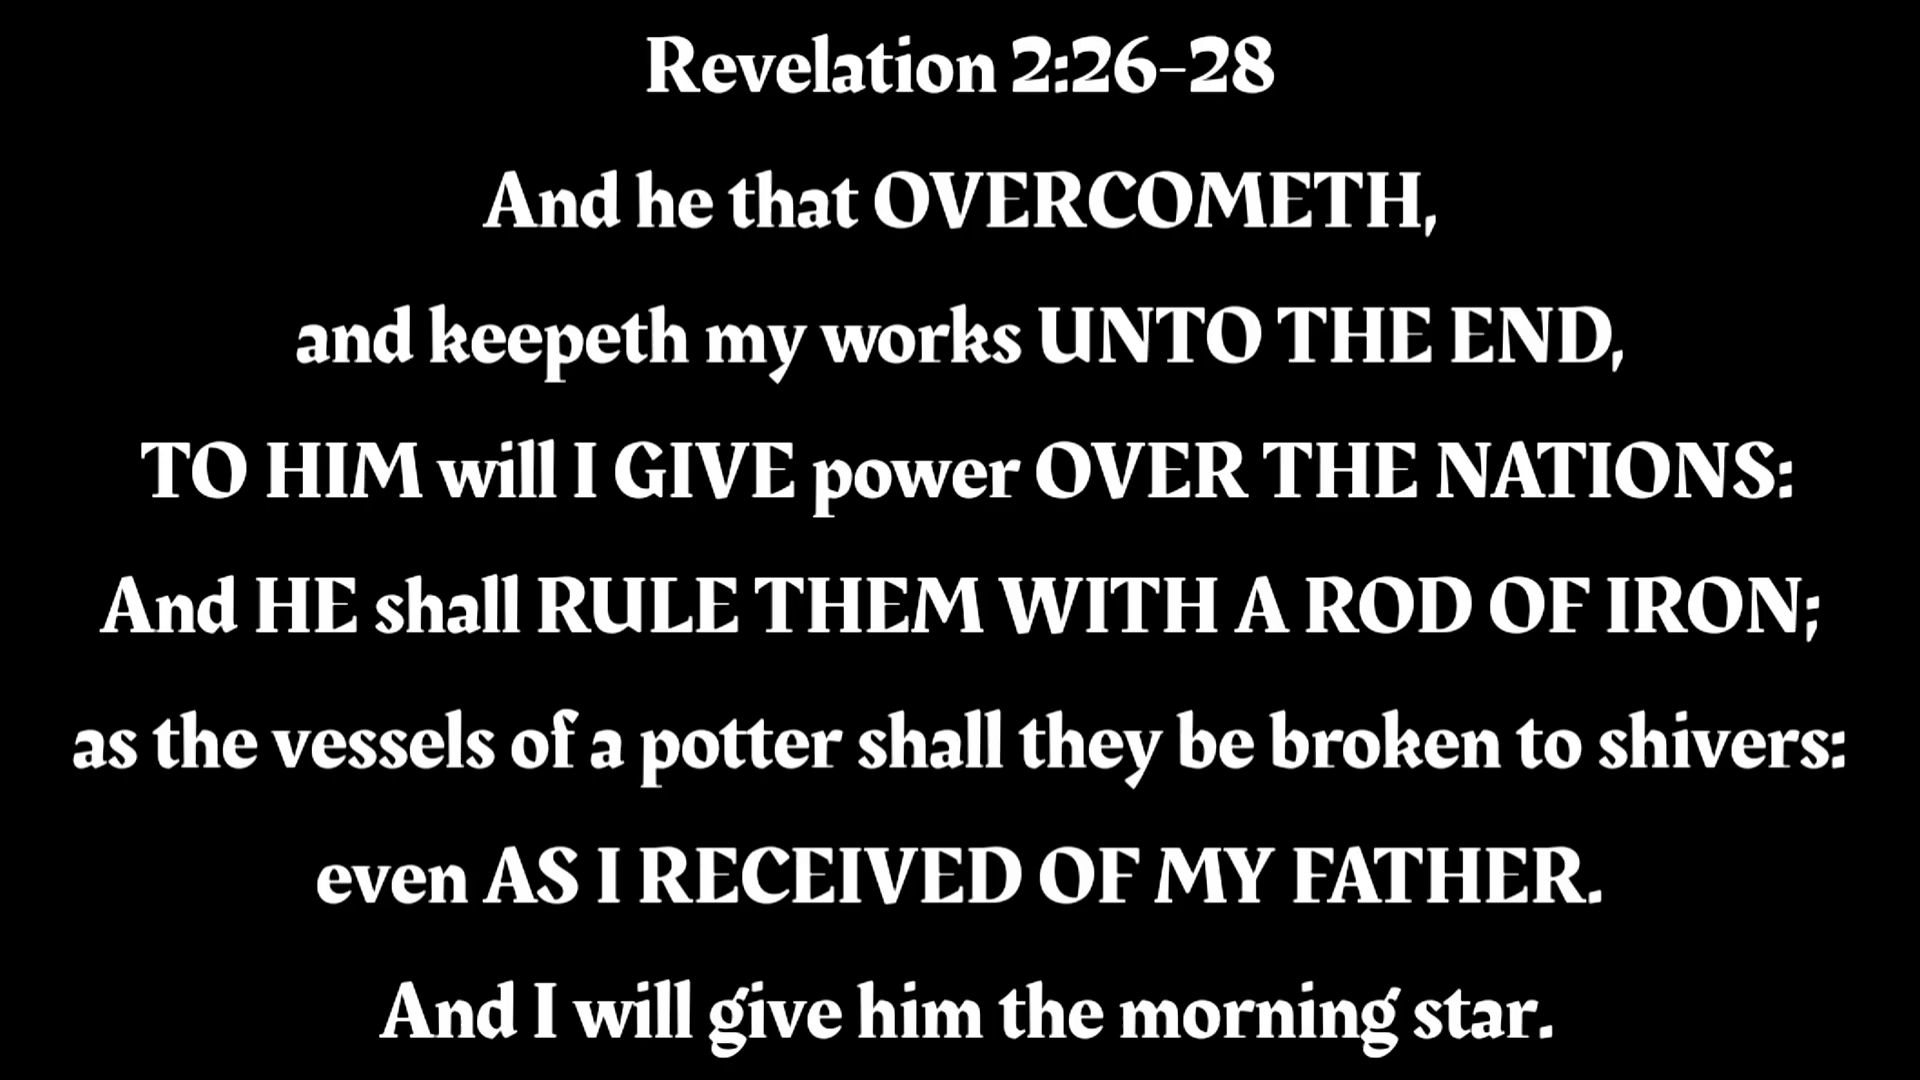 Revelation 2:26-28
And he that OVERCOMETH,
and keepeth my works UNTO THE END,
TO HIM will I GIVE power OVER THE NATIONS:
And HE shall RULE THEM WITH A ROD OF IRON;
as the vessels of a potter shall they be broken to shivers:
even AS I RECEIVED OF MY FATHER.
And I will give him the morning star.